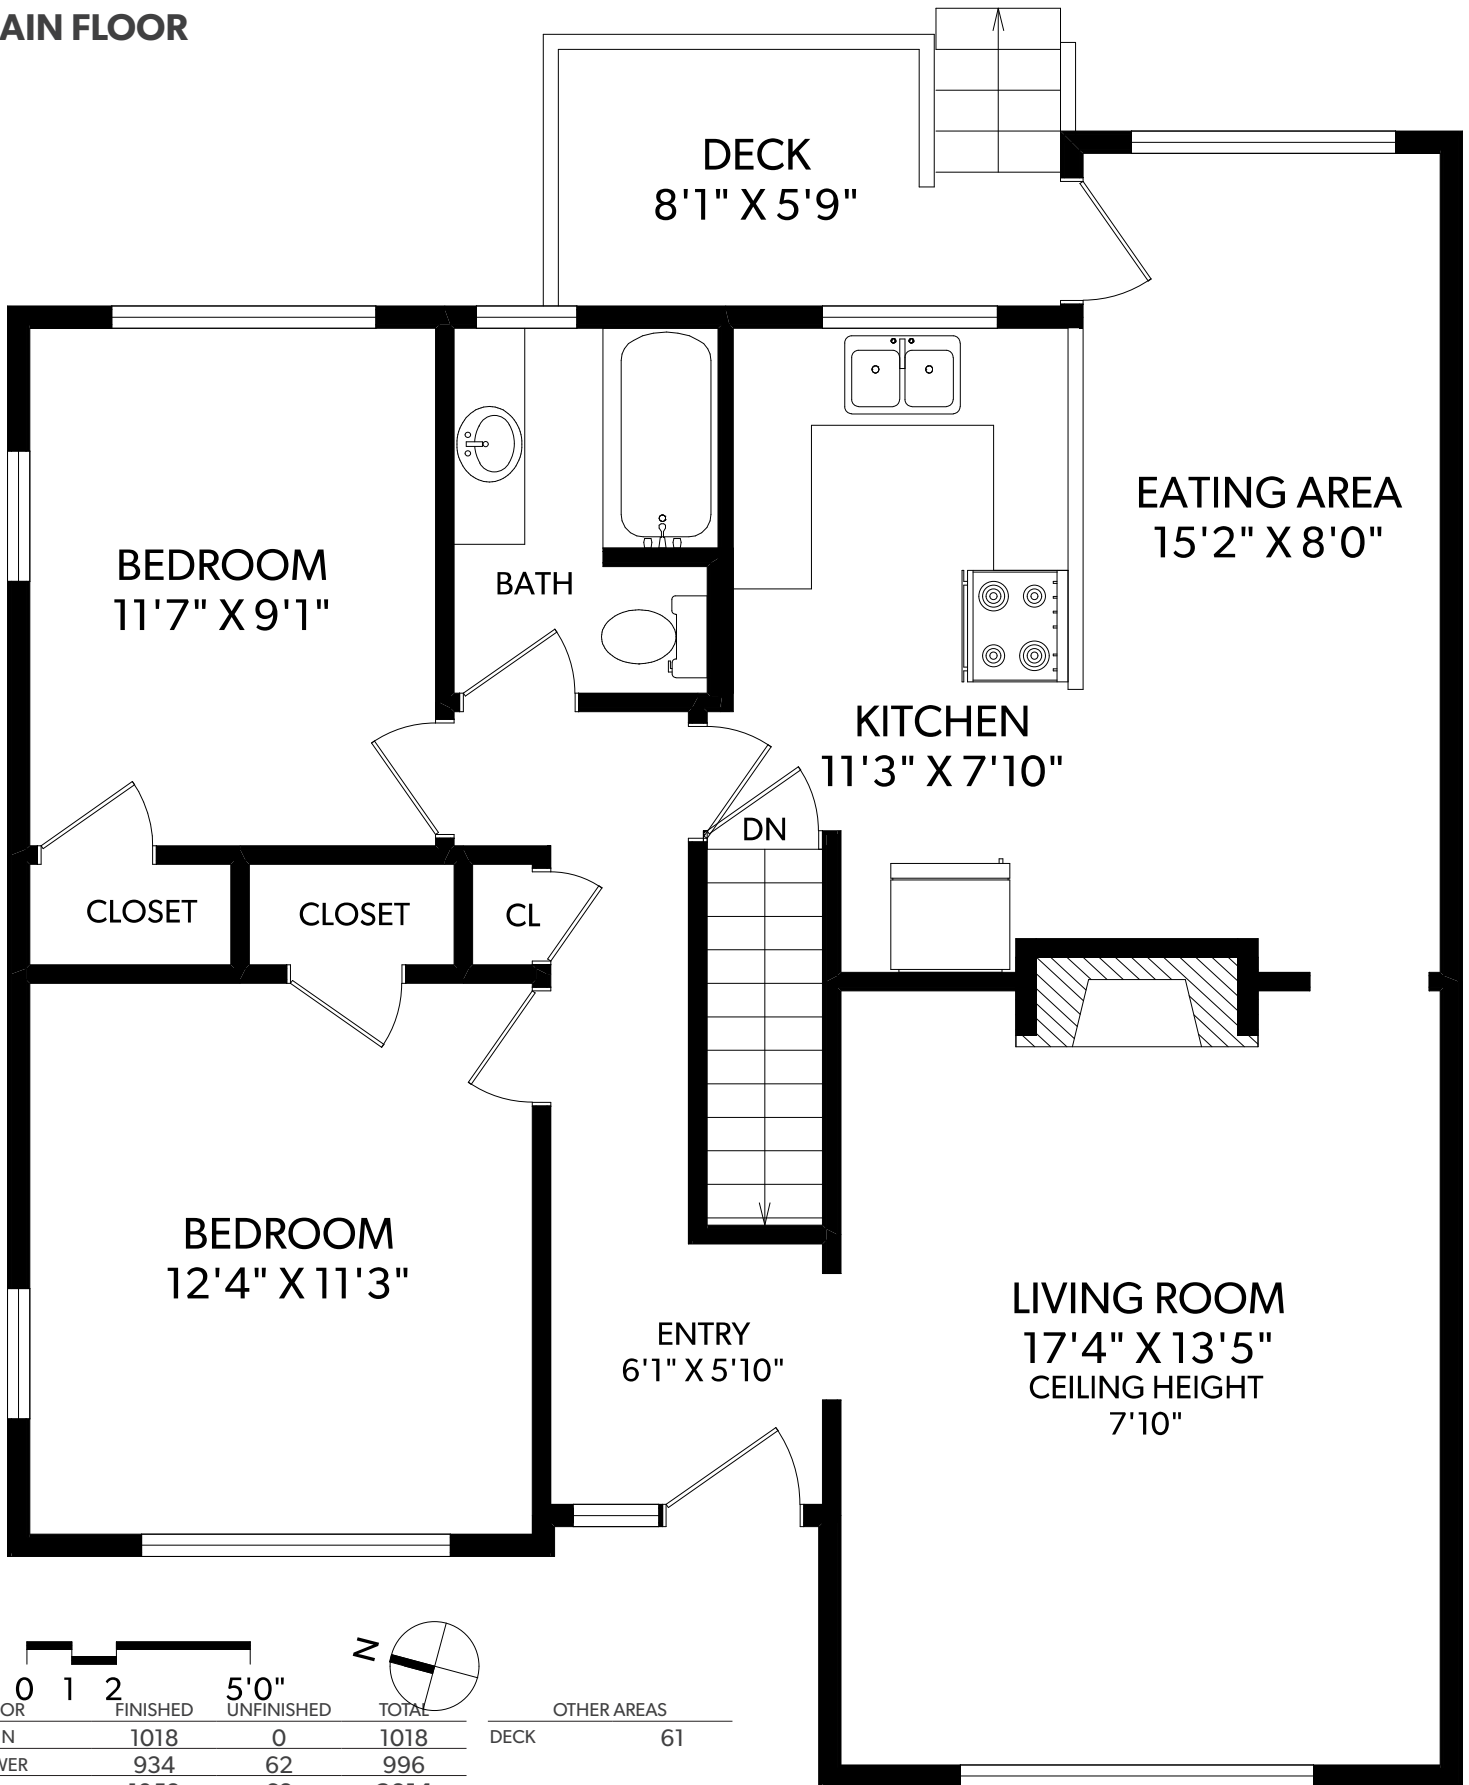 AIN FLOOR
DECK
8'1" X 5'9"
EATING AREA
15'2" X 8'0"
BEDROOM
11'7" X 9'1"
BATH
KITCHEN
11'3" X 7'10"
DN
CLOSET
CLOSET
CL
BEDROOM
12'4" X 11'3"
LIVING ROOM
17'4" X 13'5"
CEILING HEIGHT
7'10"
ENTRY
6'1" X 5'10"
N
0 1 2 5'0"
OR FINISHED UNFINISHED TOTAL
N 1018 0 1018
WER 934 62 996
OTHER AREAS
DECK 61